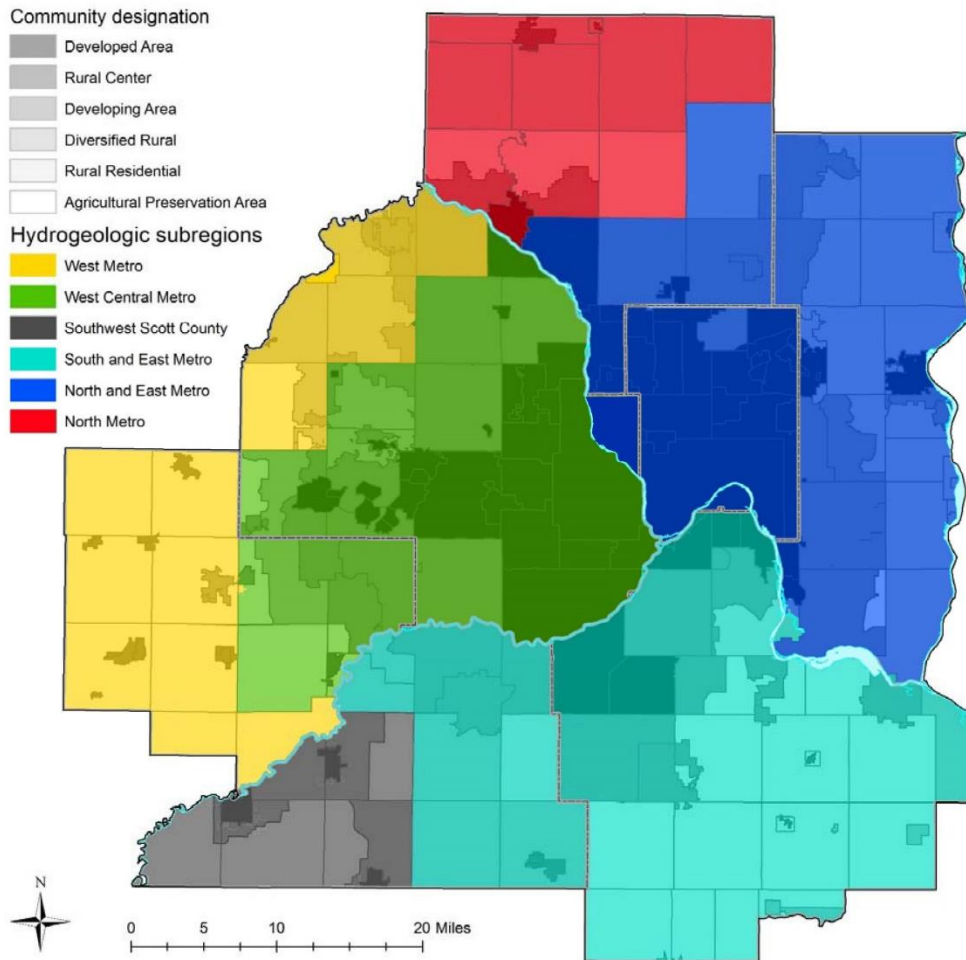 Community designation
Developed Area
Rural Center
Developing Area
Diversified Rural
Rural Residential
Agricultural Preservation Area
Hydrogeologic subregions
West Metro
West Central Metro
Southwest Scott County
South and East Metro
North and East Metro
North Metro
N
0 5 10 20 Miles